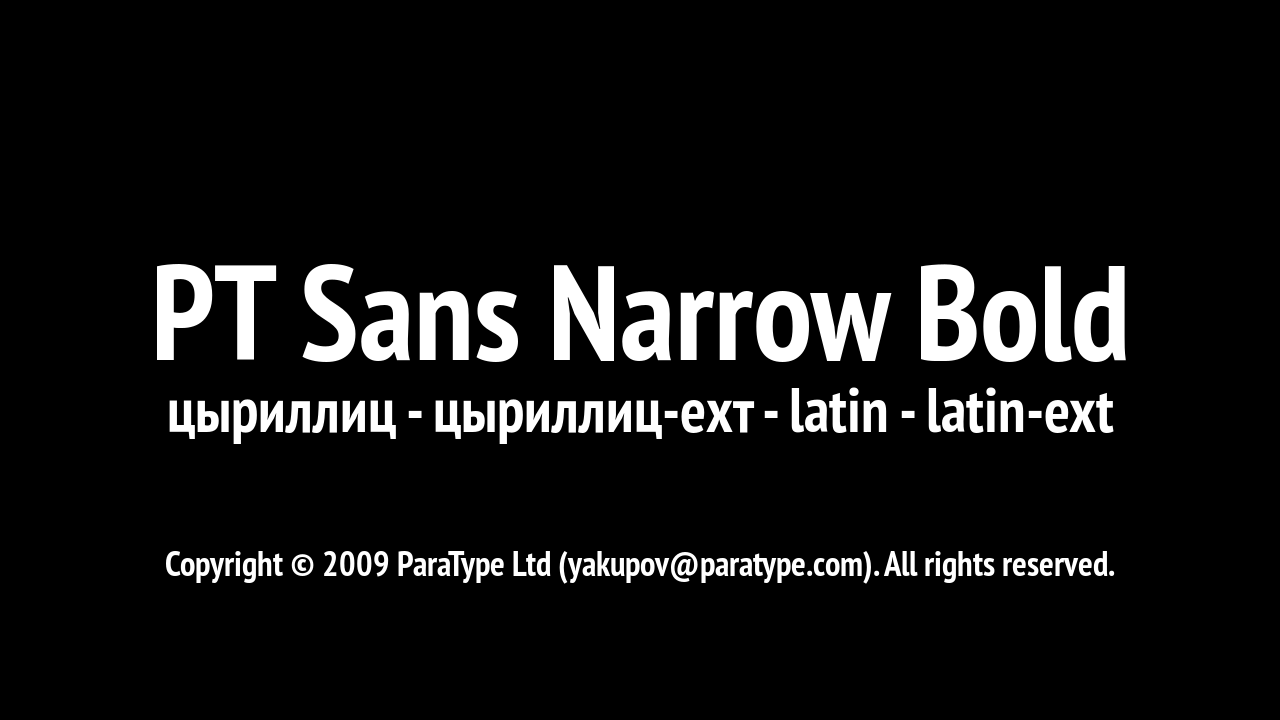 PT Sans Narrow Bold
цыриллиц - цыриллиц-ехт - latin - latin-ext
Copyright © 2009 ParaType Ltd (yakupov@paratype.com). All rights reserved.